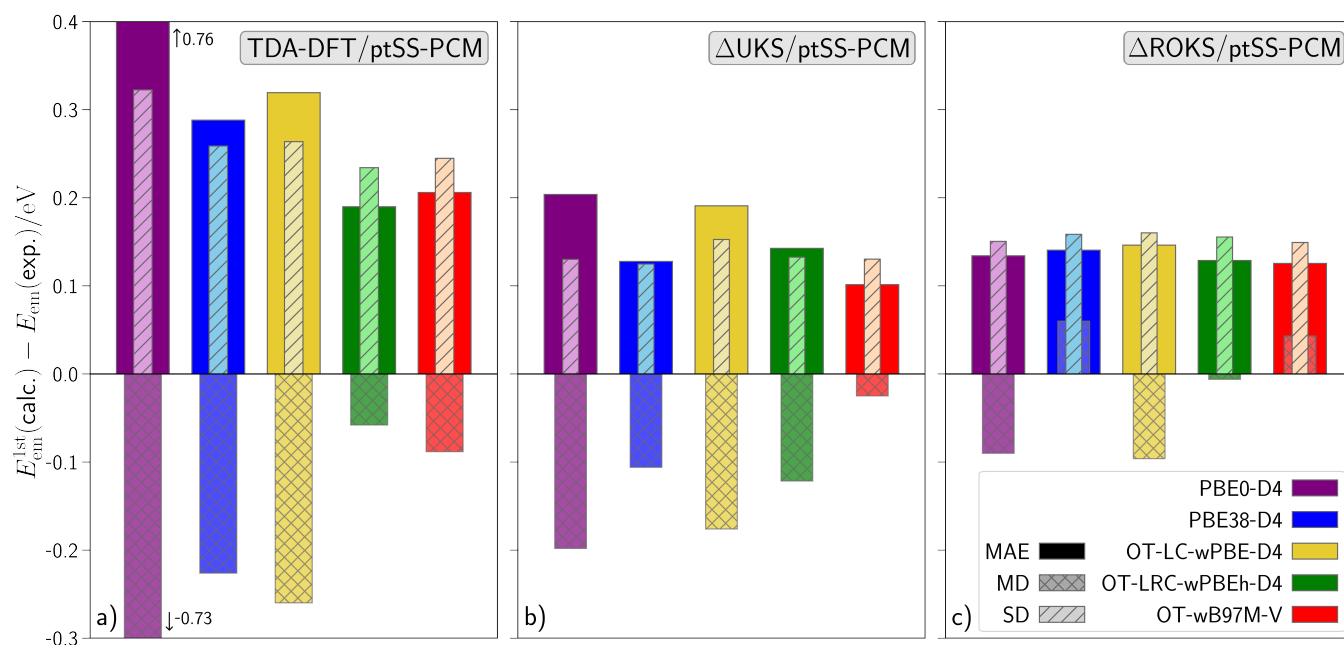 0.4
0.3
0.2
0.1
0.0
-0.1
-0.2
-0.3
E_em^1st(calc.) − E_em(exp.)/eV
↑0.76
TDA-DFT/ptSS-PCM
↓-0.73
a)
ΔUKS/ptSS-PCM
b)
ΔROKS/ptSS-PCM
c)
PBE0-D4
PBE38-D4
MAE OT-LC-wPBE-D4
MD OT-LRC-wPBEh-D4
SD OT-wB97M-V